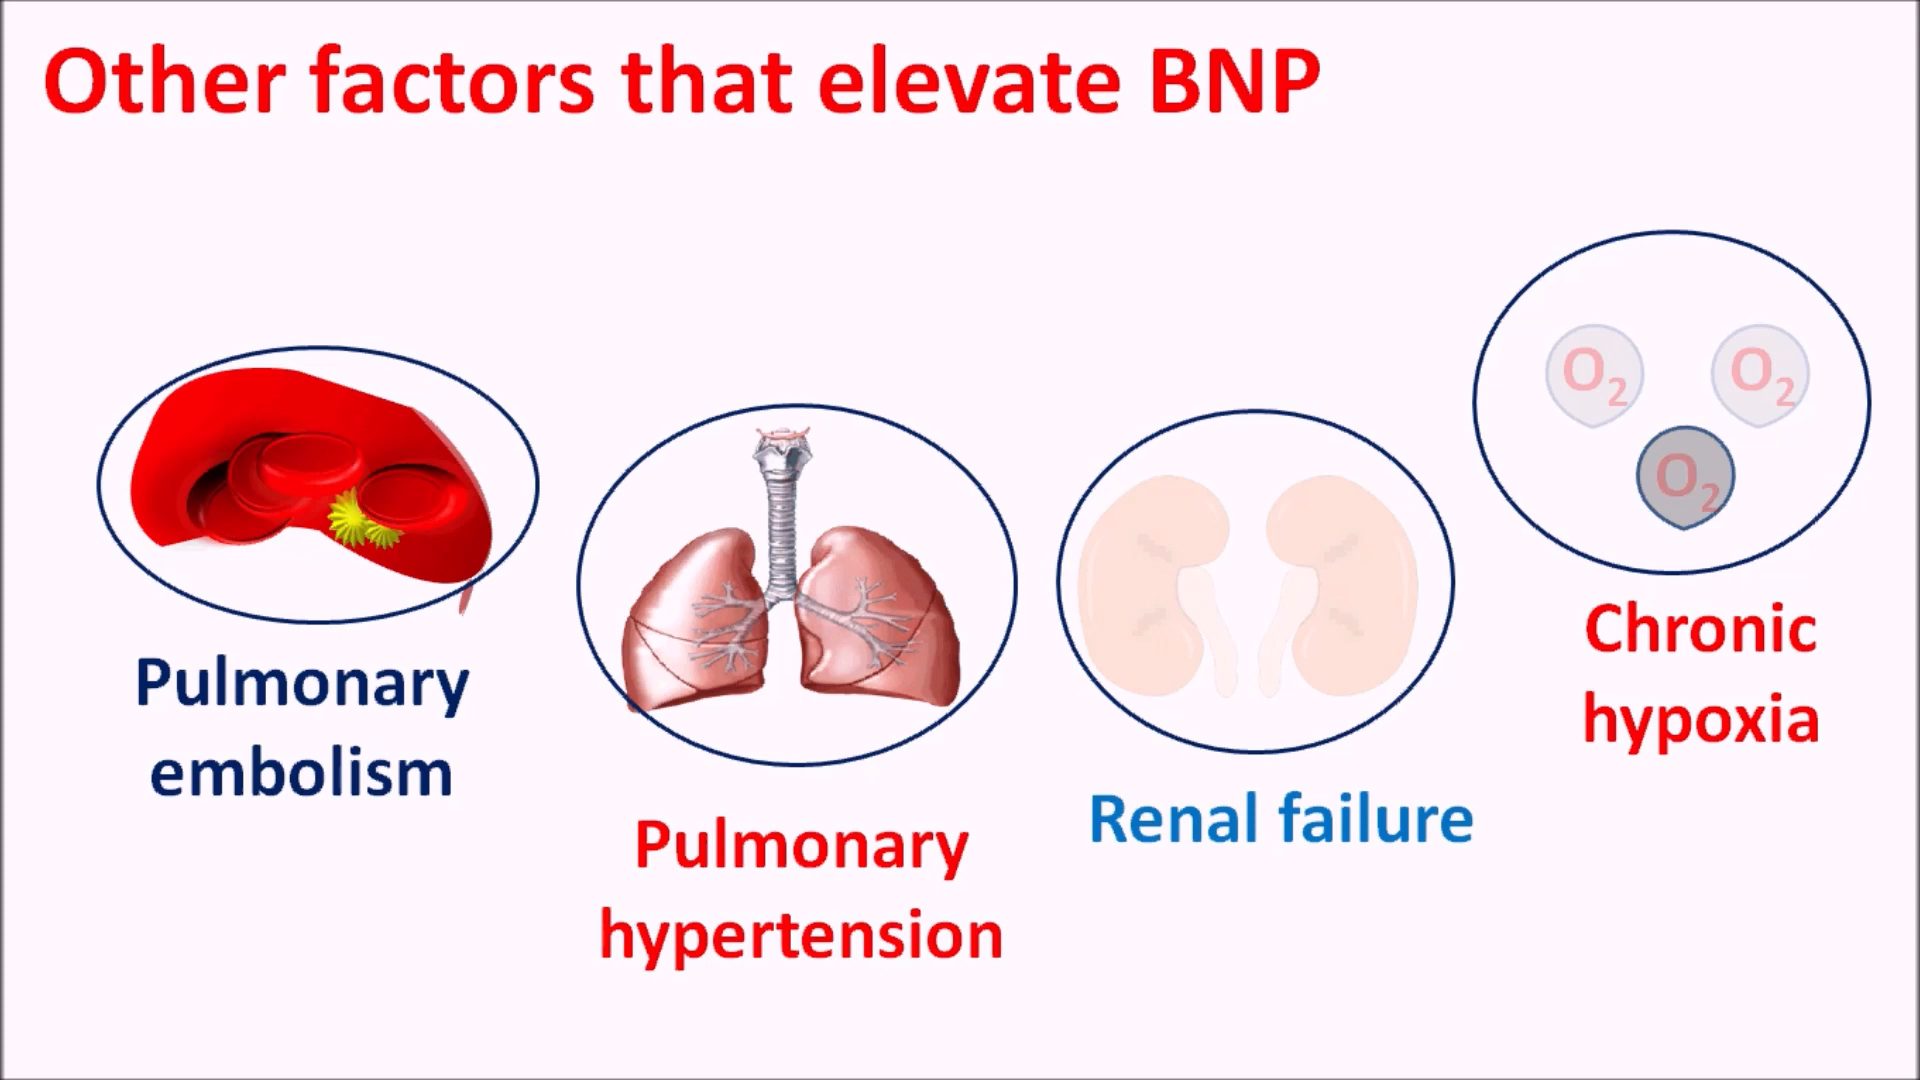 Other factors that elevate BNP
O2
O2
O2
Pulmonary
embolism
Pulmonary
hypertension
Renal failure
Chronic
hypoxia